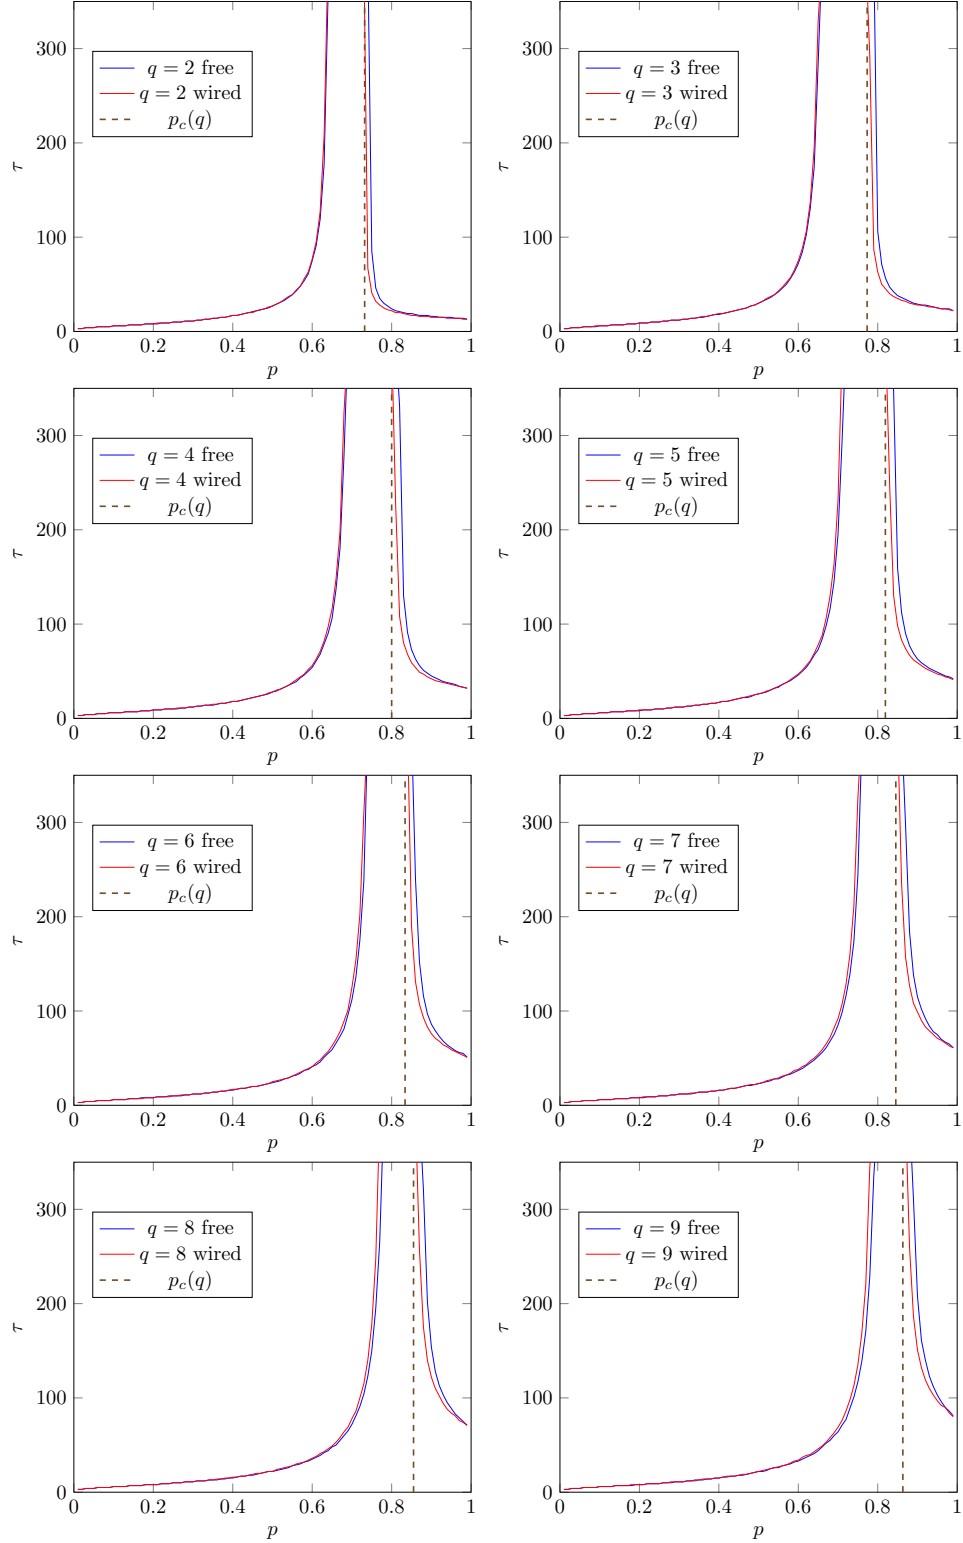 300
200
100
0
τ
q = 2 free
q = 2 wired
p_c(q)
0 0.2 0.4 0.6 0.8 1
p
300
200
100
0
τ
q = 3 free
q = 3 wired
p_c(q)
0 0.2 0.4 0.6 0.8 1
p
300
200
100
0
τ
q = 4 free
q = 4 wired
p_c(q)
0 0.2 0.4 0.6 0.8 1
p
300
200
100
0
τ
q = 5 free
q = 5 wired
p_c(q)
0 0.2 0.4 0.6 0.8 1
p
300
200
100
0
τ
q = 6 free
q = 6 wired
p_c(q)
0 0.2 0.4 0.6 0.8 1
p
300
200
100
0
τ
q = 7 free
q = 7 wired
p_c(q)
0 0.2 0.4 0.6 0.8 1
p
300
200
100
0
τ
q = 8 free
q = 8 wired
p_c(q)
0 0.2 0.4 0.6 0.8 1
p
300
200
100
0
τ
q = 9 free
q = 9 wired
p_c(q)
0 0.2 0.4 0.6 0.8 1
p